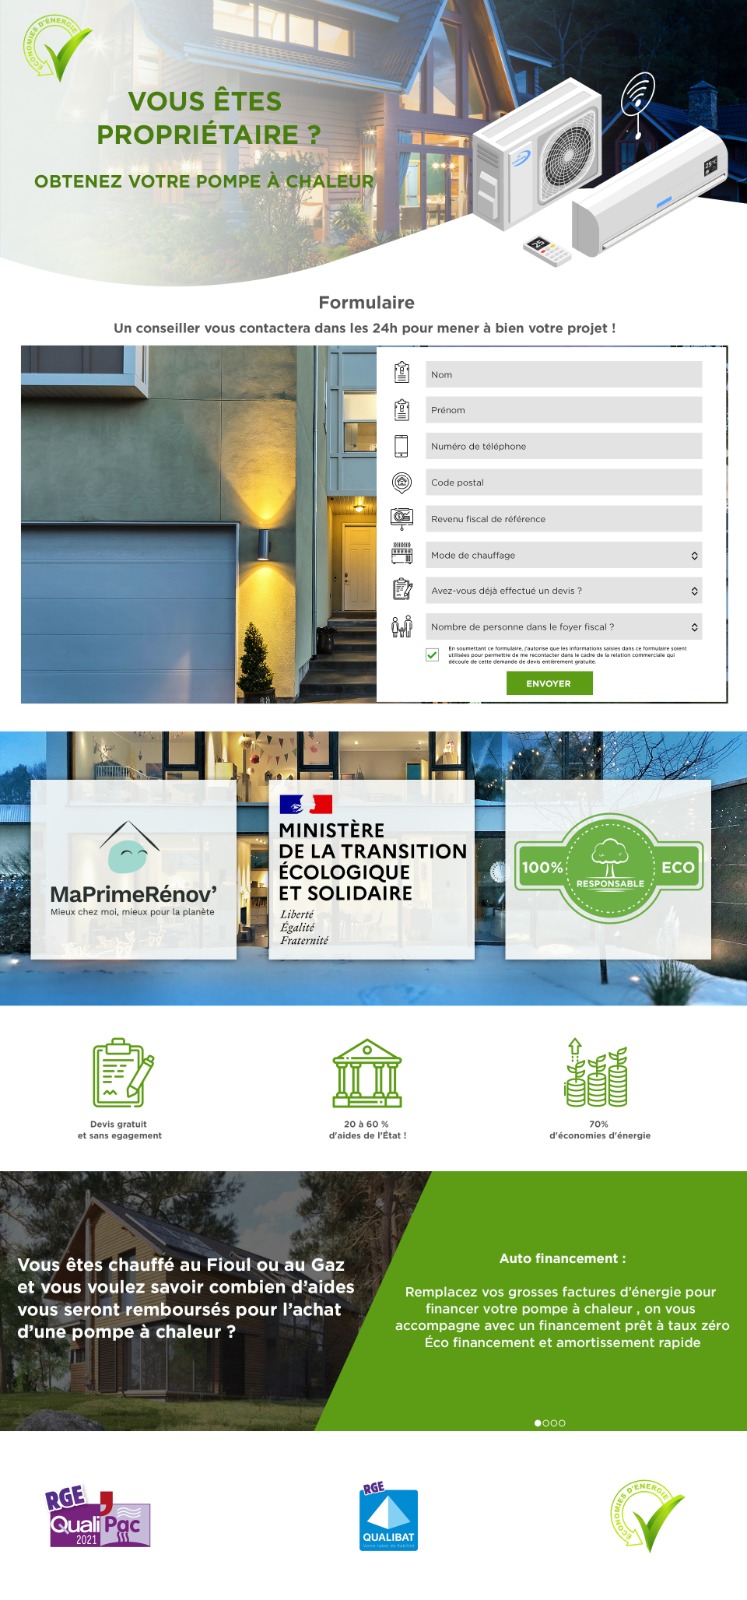 ÉCONOMIES D'ÉNERGIE
VOUS ÊTES
PROPRIÉTAIRE ?
OBTENEZ VOTRE POMPE À CHALEUR
25
Formulaire
Un conseiller vous contactera dans les 24h pour mener à bien votre projet !
Nom
Prénom
Numéro de téléphone
Code postal
Revenu fiscal de référence
Mode de chauffage
Avez-vous déjà effectué un devis ?
Nombre de personne dans le foyer fiscal ?
En soumettant ce formulaire, j'autorise que les informations saisies dans ce formulaire soient
utilisées pour permettre de me recontacter dans le cadre de la relation commerciale qui
découle de cette demande de devis entièrement gratuite.
ENVOYER
MaPrimeRénov'
Mieux chez moi, mieux pour la planète
MINISTÈRE
DE LA TRANSITION
ÉCOLOGIQUE
ET SOLIDAIRE
Liberté
Égalité
Fraternité
100%
RESPONSABLE
ECO
Devis gratuit
et sans egagement
20 à 60 %
d'aides de l'État !
70%
d'économies d'énergie
Vous êtes chauffé au Fioul ou au Gaz
et vous voulez savoir combien d'aides
vous seront remboursés pour l'achat
d'une pompe à chaleur ?
Auto financement :
Remplacez vos grosses factures d'énergie pour
financer votre pompe à chaleur , on vous
accompagne avec un financement prêt à taux zéro
Éco financement et amortissement rapide
RGE
QualiPac
2021
RGE
QUALIBAT
ÉCONOMIES D'ÉNERGIE